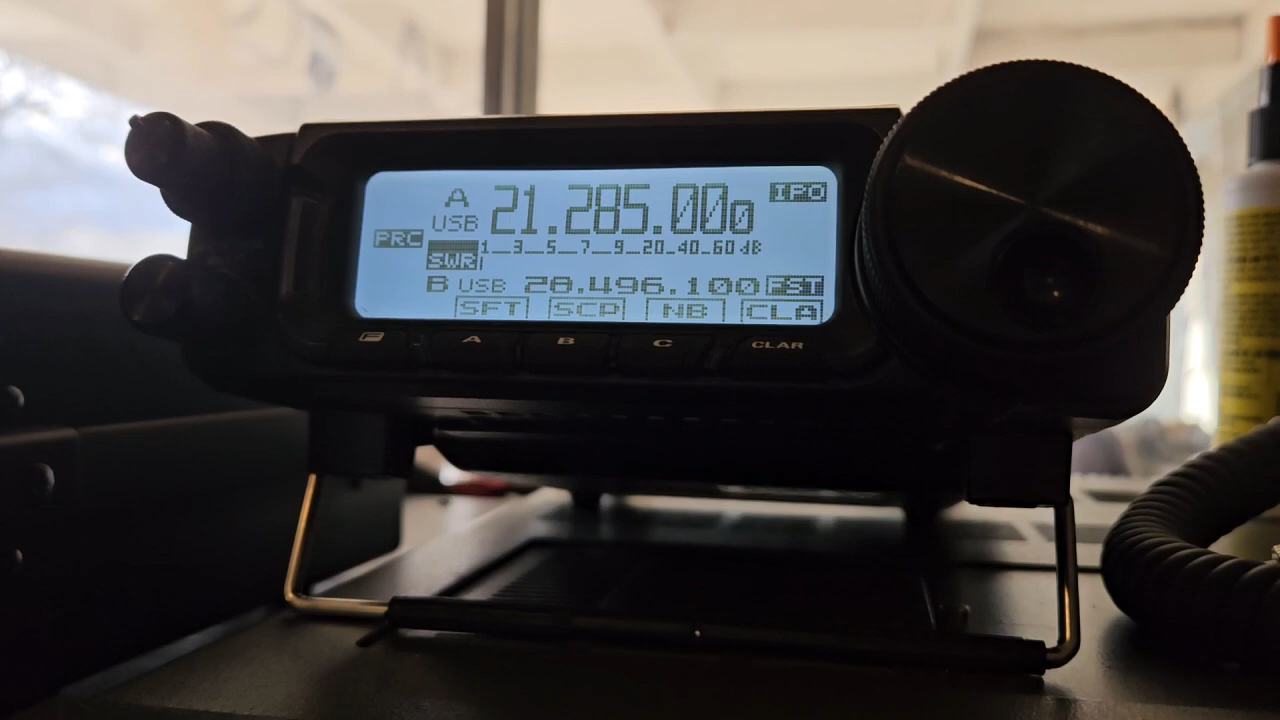 A 21.285.000 IPO
USB
PRC
1 3 5 7 9 20 40 60 dB
SWR
B USB 28.496.100 FST
SFT SCP NB CLA
F A B C CLAR